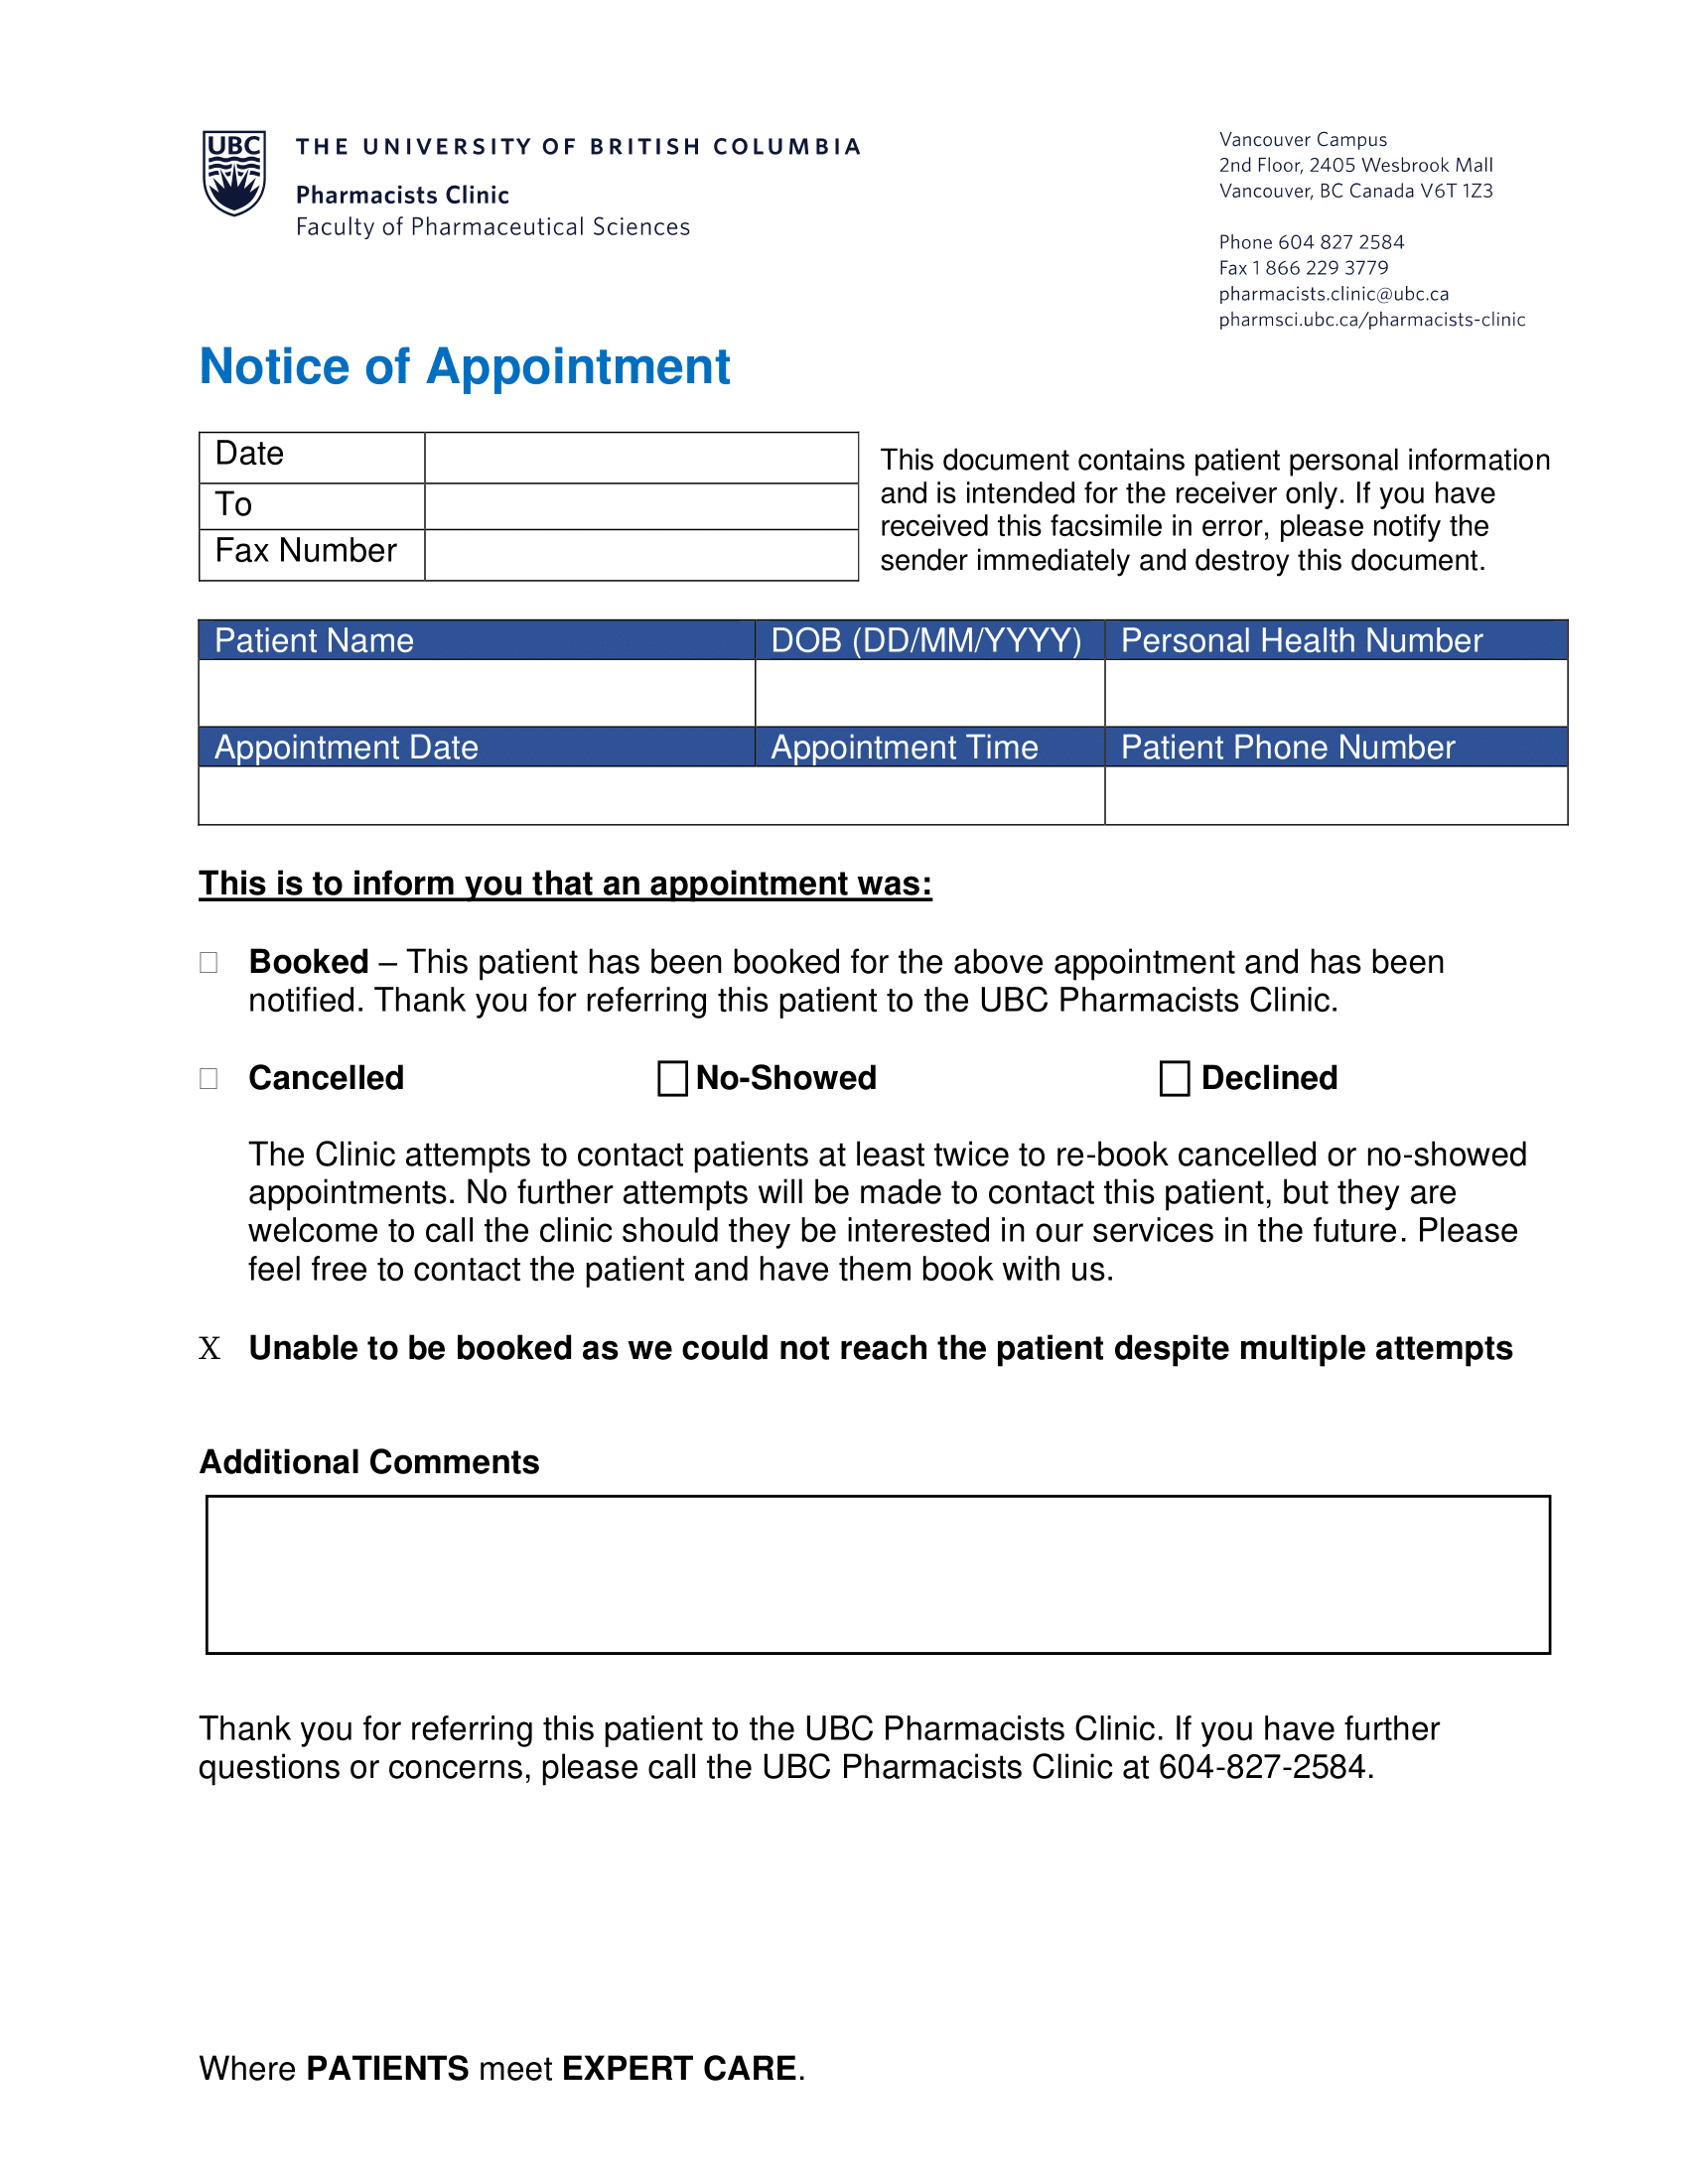 UBC
THE UNIVERSITY OF BRITISH COLUMBIA
Pharmacists Clinic
Faculty of Pharmaceutical Sciences
Vancouver Campus
2nd Floor, 2405 Wesbrook Mall
Vancouver, BC Canada V6T 1Z3
Phone 604 827 2584
Fax 1 866 229 3779
pharmacists.clinic@ubc.ca
pharmsci.ubc.ca/pharmacists-clinic
Notice of Appointment
Date
To
Fax Number
This document contains patient personal information
and is intended for the receiver only. If you have
received this facsimile in error, please notify the
sender immediately and destroy this document.
Patient Name DOB (DD/MM/YYYY) Personal Health Number
Appointment Date Appointment Time Patient Phone Number
This is to inform you that an appointment was:
☐ Booked – This patient has been booked for the above appointment and has been
notified. Thank you for referring this patient to the UBC Pharmacists Clinic.
☐ Cancelled ☐ No-Showed ☐ Declined
The Clinic attempts to contact patients at least twice to re-book cancelled or no-showed
appointments. No further attempts will be made to contact this patient, but they are
welcome to call the clinic should they be interested in our services in the future. Please
feel free to contact the patient and have them book with us.
X Unable to be booked as we could not reach the patient despite multiple attempts
Additional Comments
Thank you for referring this patient to the UBC Pharmacists Clinic. If you have further
questions or concerns, please call the UBC Pharmacists Clinic at 604-827-2584.
Where PATIENTS meet EXPERT CARE.